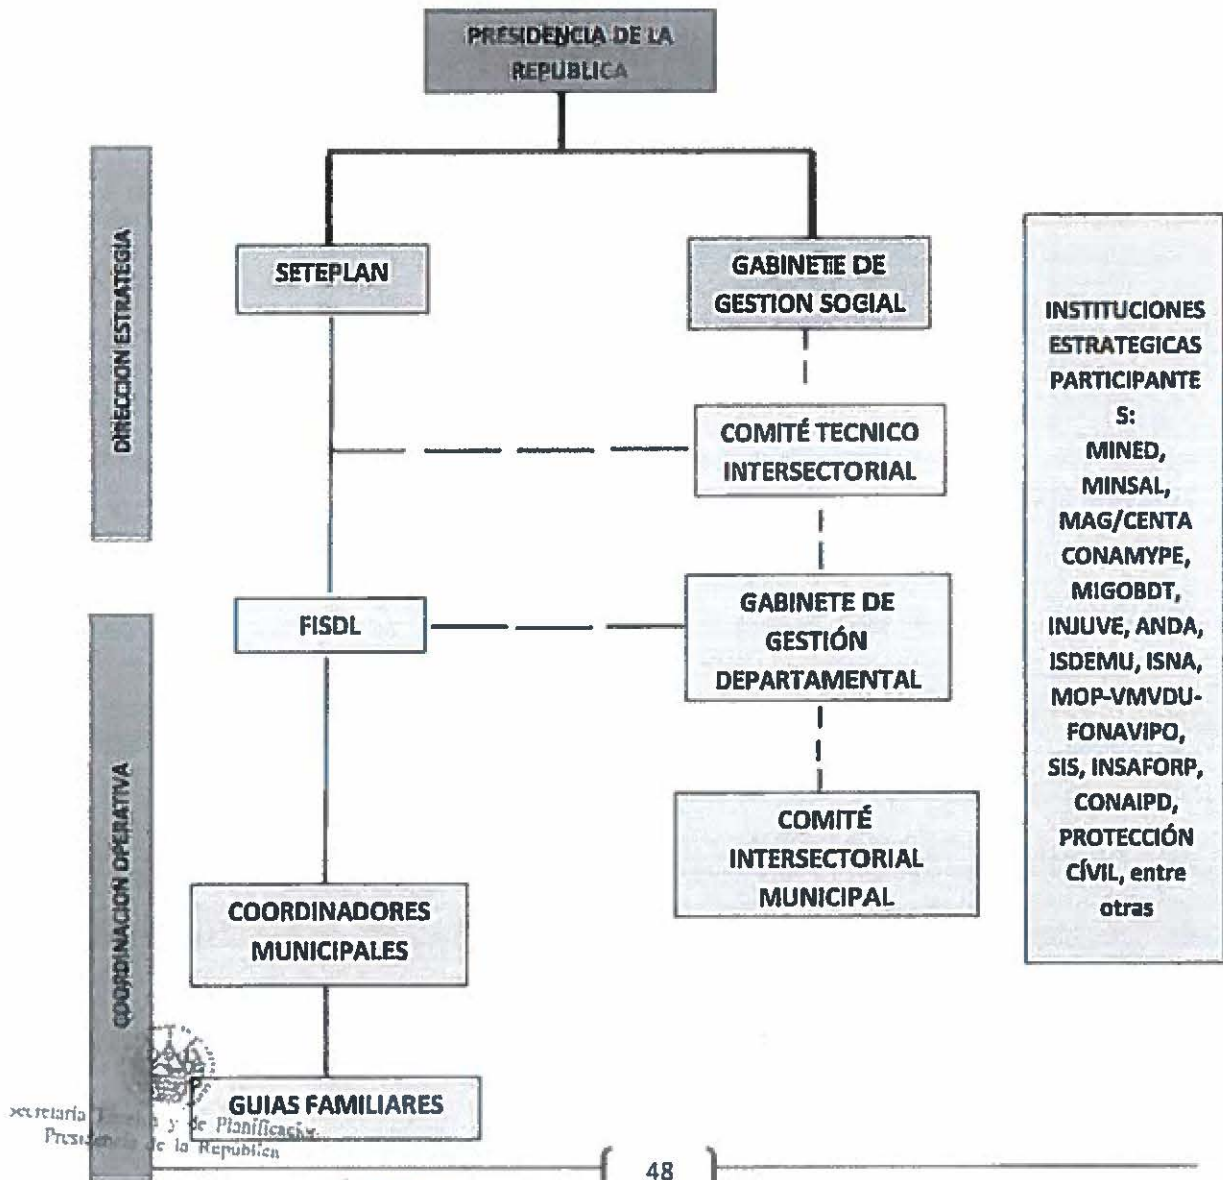 PRESIDENCIA DE LA
REPUBLICA
DIRECCION ESTRATEGIA
SETEPLAN
GABINETE DE
GESTION SOCIAL
COMITÉ TECNICO
INTERSECTORIAL
INSTITUCIONES
ESTRATEGICAS
PARTICIPANTE
S:
MINED,
MINSAL,
MAG/CENTA
CONAMYPE,
MIGOBDT,
INJUVE, ANDA,
ISDEMU, ISNA,
MOP-VMVDU-
FONAVIPO,
SIS, INSAFORP,
CONAIPD,
PROTECCIÓN
CÍVIL, entre
otras
COORDINACION OPERATIVA
FISDL
GABINETE DE
GESTIÓN
DEPARTAMENTAL
COMITÉ
INTERSECTORIAL
MUNICIPAL
COORDINADORES
MUNICIPALES
GUIAS FAMILIARES
y de Planificación
de la República
48